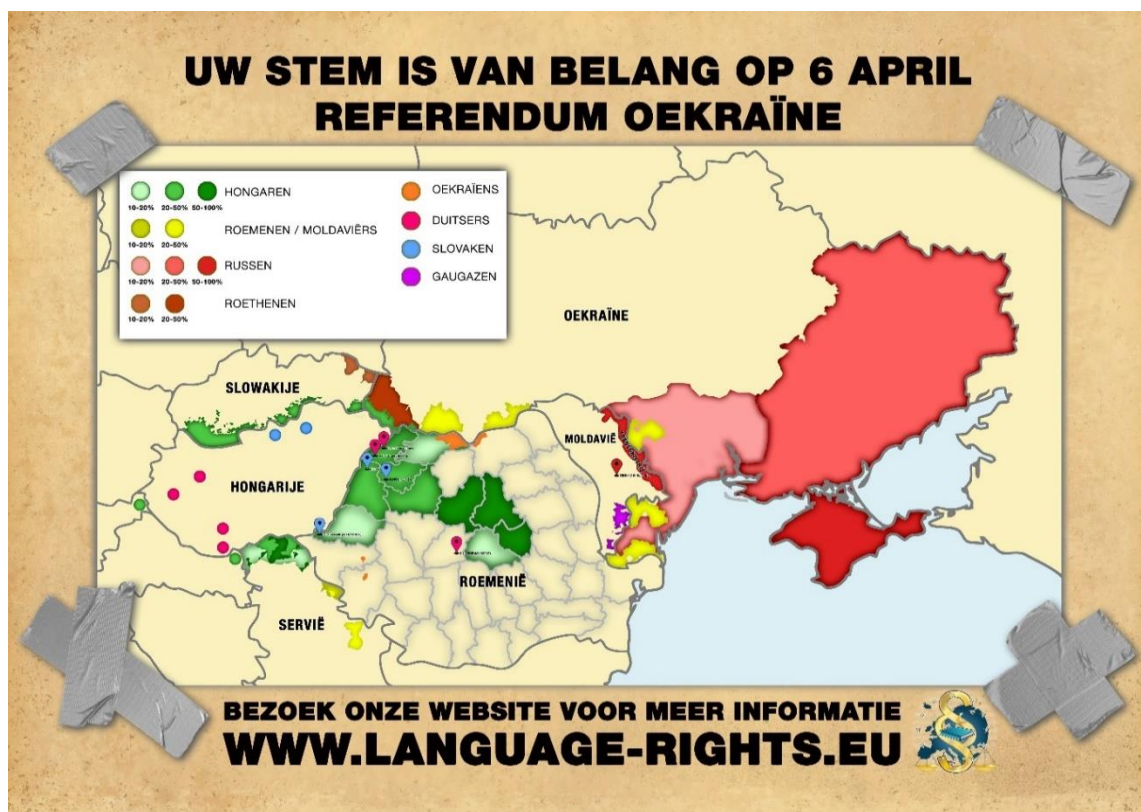 UW STEM IS VAN BELANG OP 6 APRIL
REFERENDUM OEKRAÏNE
HONGAREN
10-20% 20-50% 50-100%
ROEMENEN / MOLDAVIËRS
10-20% 20-50%
RUSSEN
10-20% 20-50% 50-100%
ROETHENEN
10-20% 20-50%
OEKRAÏENS
DUITSERS
SLOVAKEN
GAUGAZEN
OEKRAÏNE
SLOWAKIJE
MOLDAVIË
HONGARIJE
ROEMENIË
SERVIË
BEZOEK ONZE WEBSITE VOOR MEER INFORMATIE
WWW.LANGUAGE-RIGHTS.EU